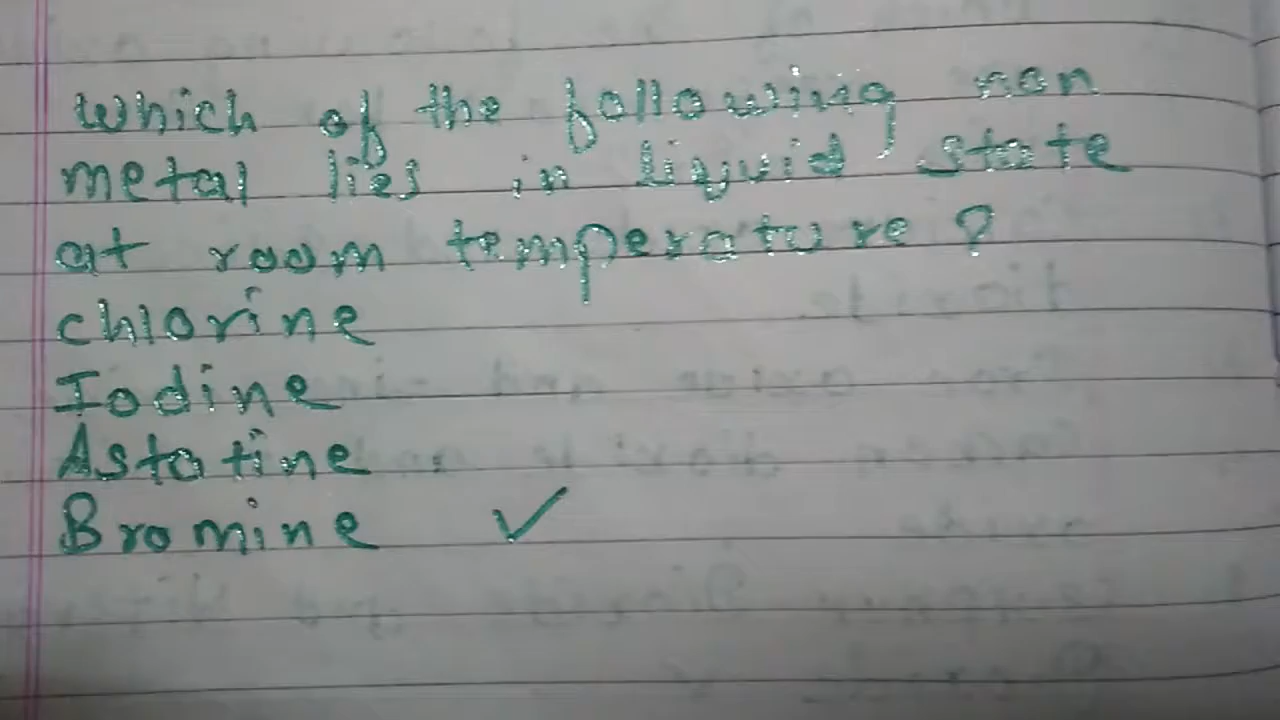 which of the following non
metal lies in liquid state
at room temperature ?
chlorine
Iodine
Astatine
Bromine ✓